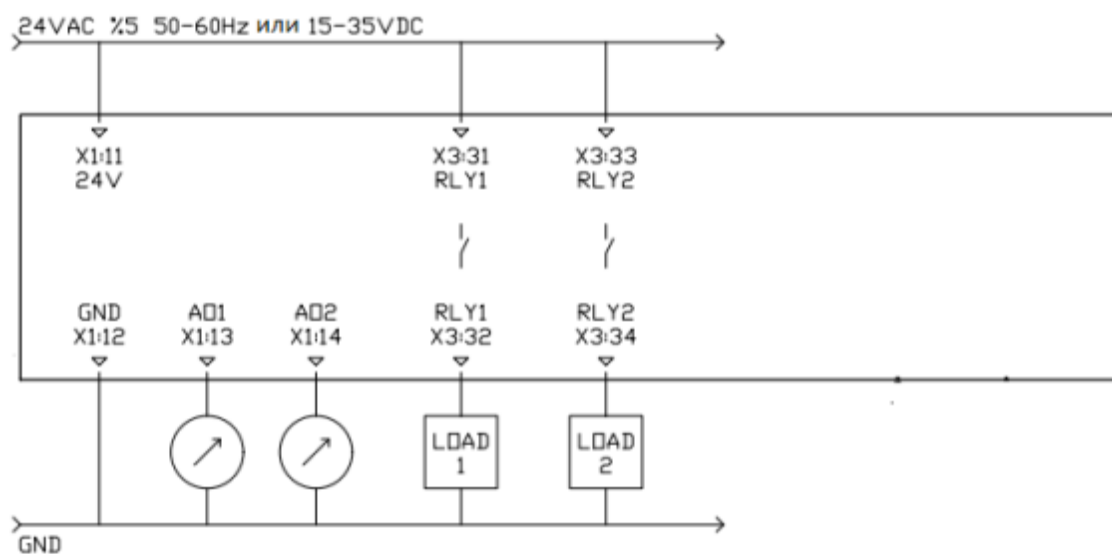 24VAC %5 50-60Hz или 15-35VDC
X1:11
24V
X3:31
RLY1
X3:33
RLY2
GND
X1:12
AO1
X1:13
AO2
X1:14
RLY1
X3:32
RLY2
X3:34
LOAD
1
LOAD
2
GND